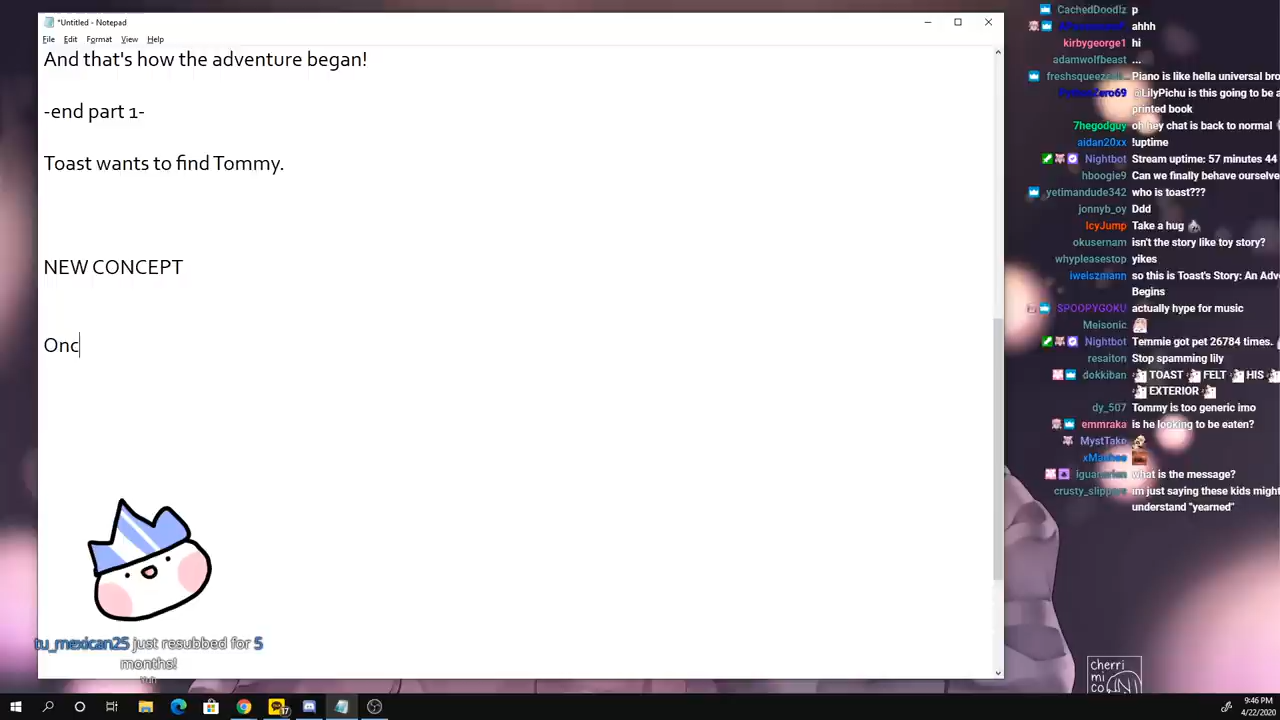 *Untitled - Notepad
File Edit Format View Help
And that's how the adventure began!
-end part 1-
Toast wants to find Tommy.
NEW CONCEPT
Onc
tu_mexican25 just resubbed for 5
months!
CachedDoodlz p
ahhh
kirbygeorge1 hi
adamwolfbeast ...
Piano is like hella universal bro
@LilyPichu is this going to be a
printed book
7hegodguy oh hey chat is back to normal
aidan20xx !uptime
Nightbot Stream uptime: 57 minutes 44
hboogie9 Can we finally behave ourselve
yetimandude342 who is toast???
jonnyb_oy Ddd
IcyJump Take a hug
okusernam isn't the story like toy story?
whypleasestop yikes
iweiszmann so this is Toast's Story: An Adv
Begins
SPOOPYGOKU actually hype for music
Meisonic
Nightbot Temmie got pet 26784 times.
resaiton Stop spamming lily
dokkiban TOAST FELT HIS
EXTERIOR
dy_507 Tommy is too generic imo
emmraka is he looking to be eaten?
MystTake
what is the message?
crusty_slippers im just saying these kids might
understand "yearned"
cherri
mi
co
17
9:46 PM
4/22/2020